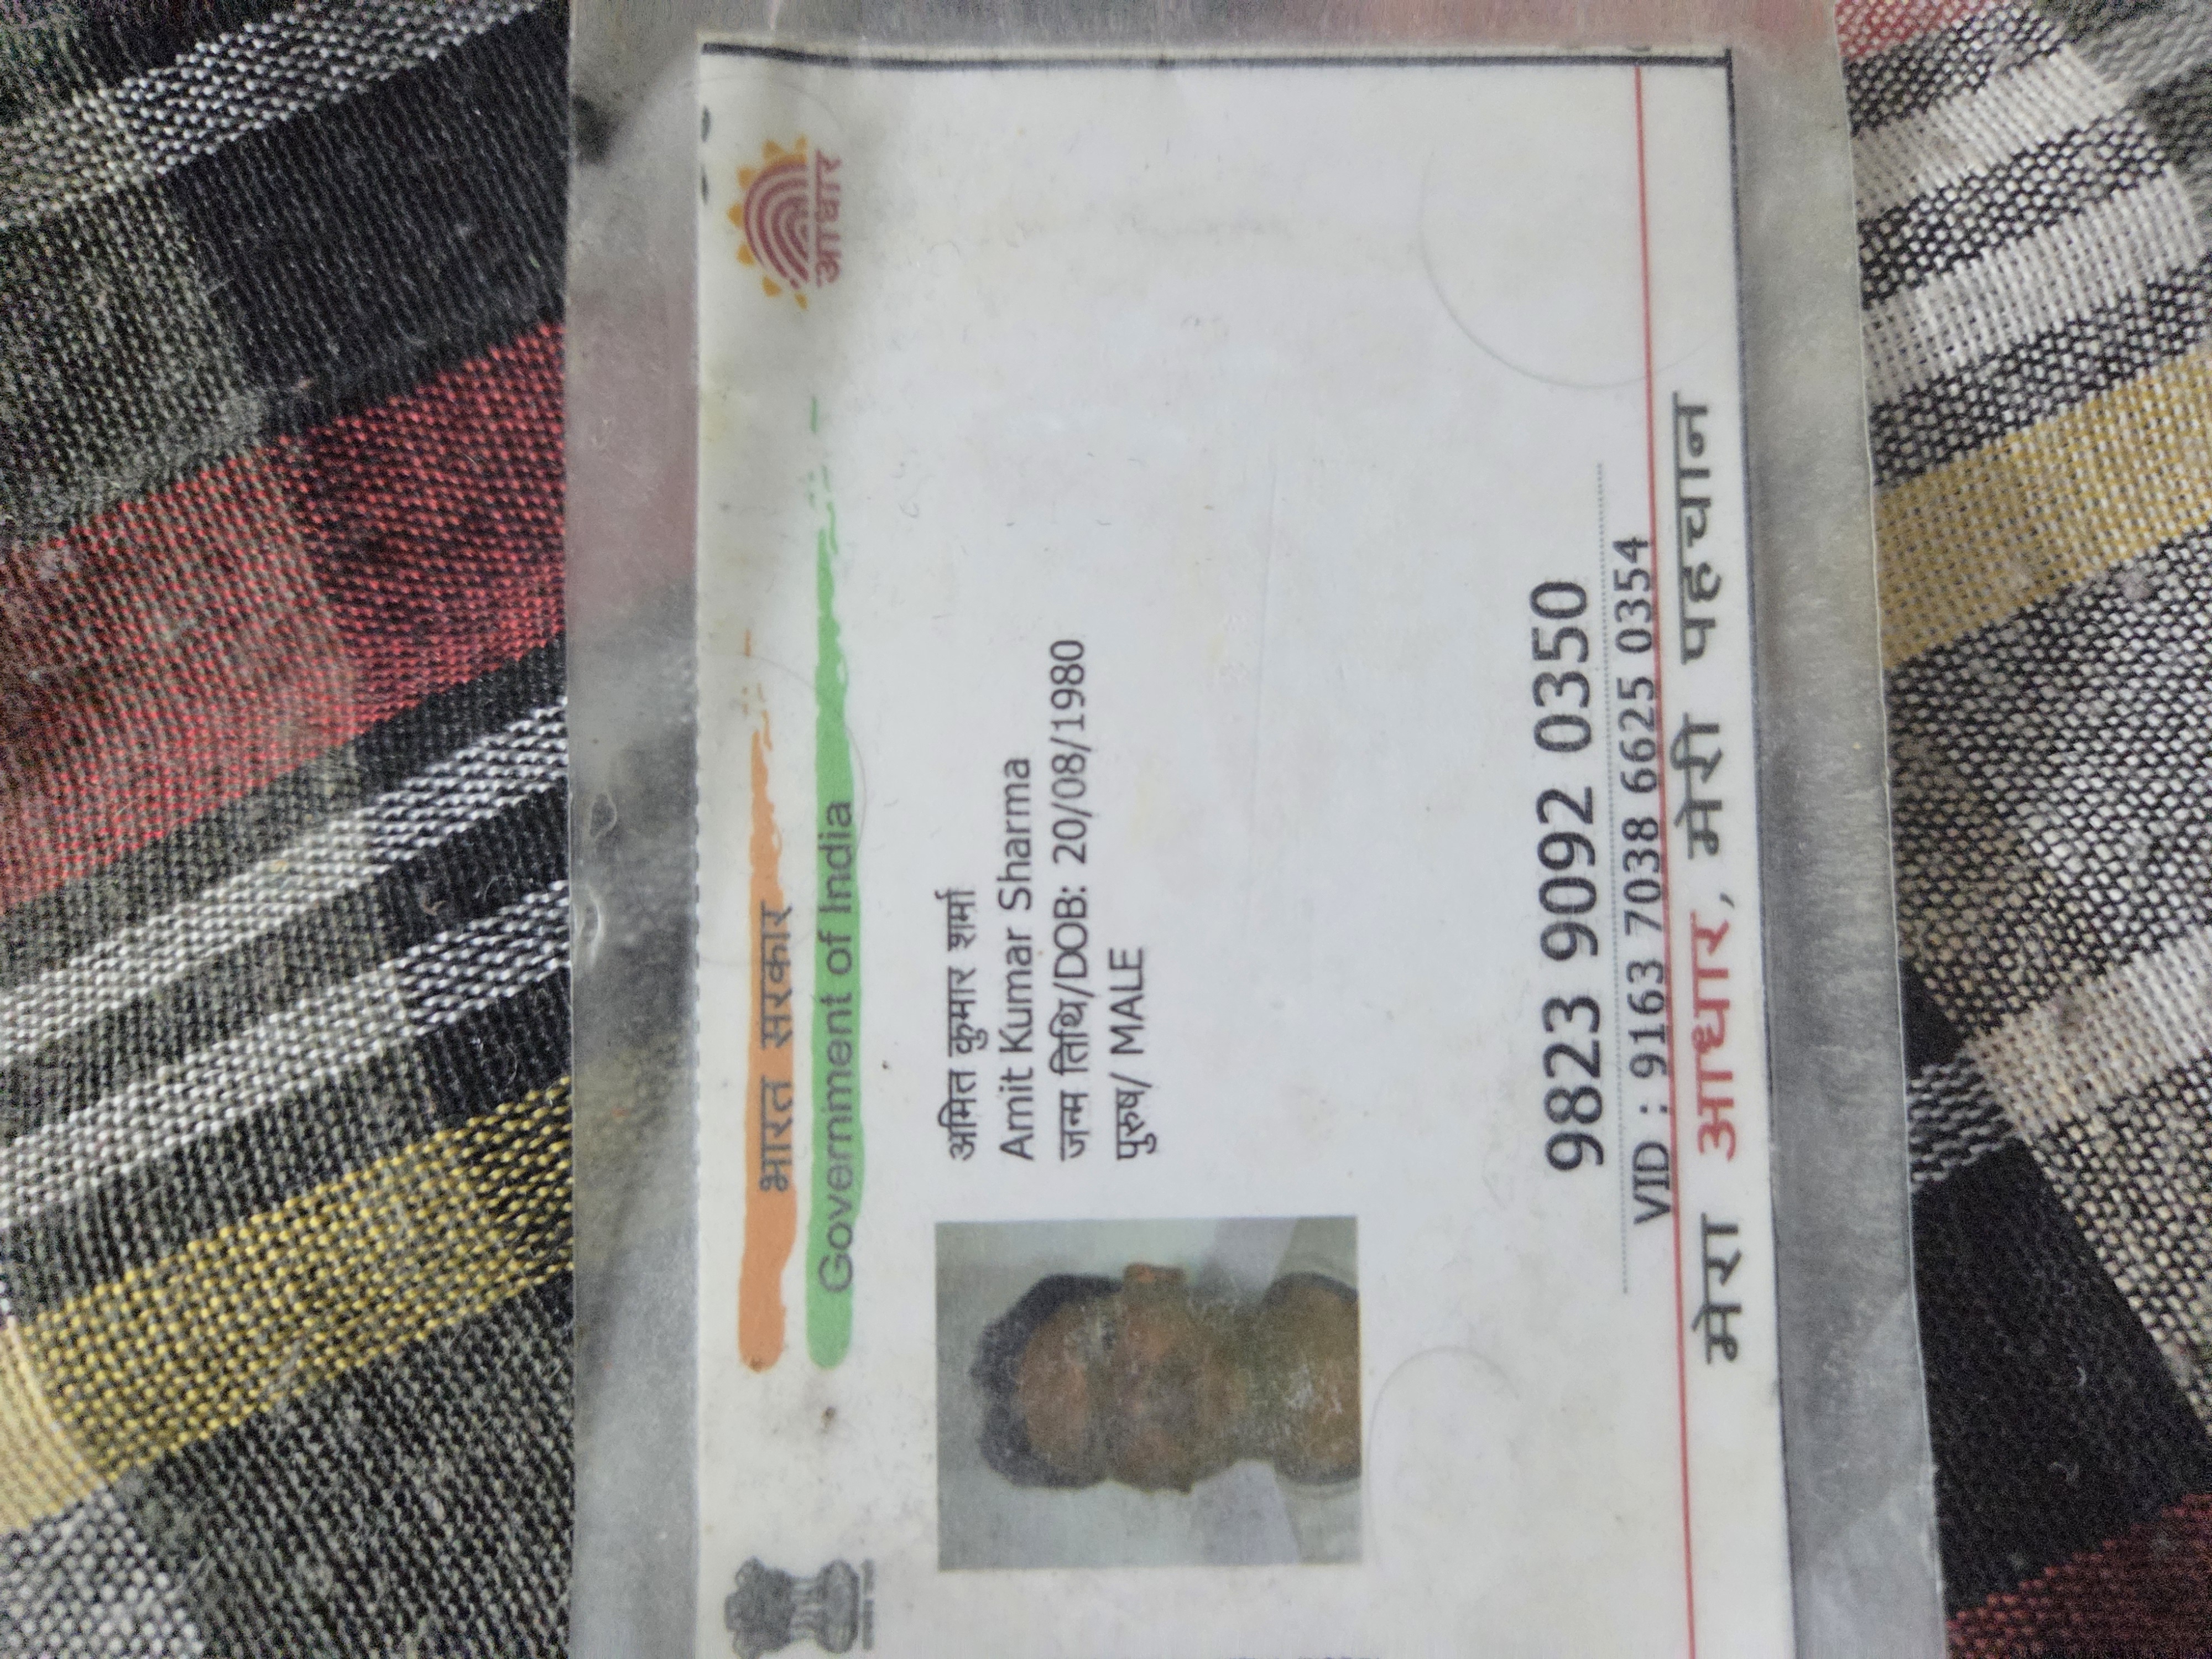 भारत सरकार
Government of India
आधार
अमित कुमार शर्मा
Amit Kumar Sharma
जन्म तिथि/DOB: 20/08/1980
पुरुष/ MALE
9823 9092 0350
VID : 9163 7038 6625 0354
मेरा आधार, मेरी पहचान